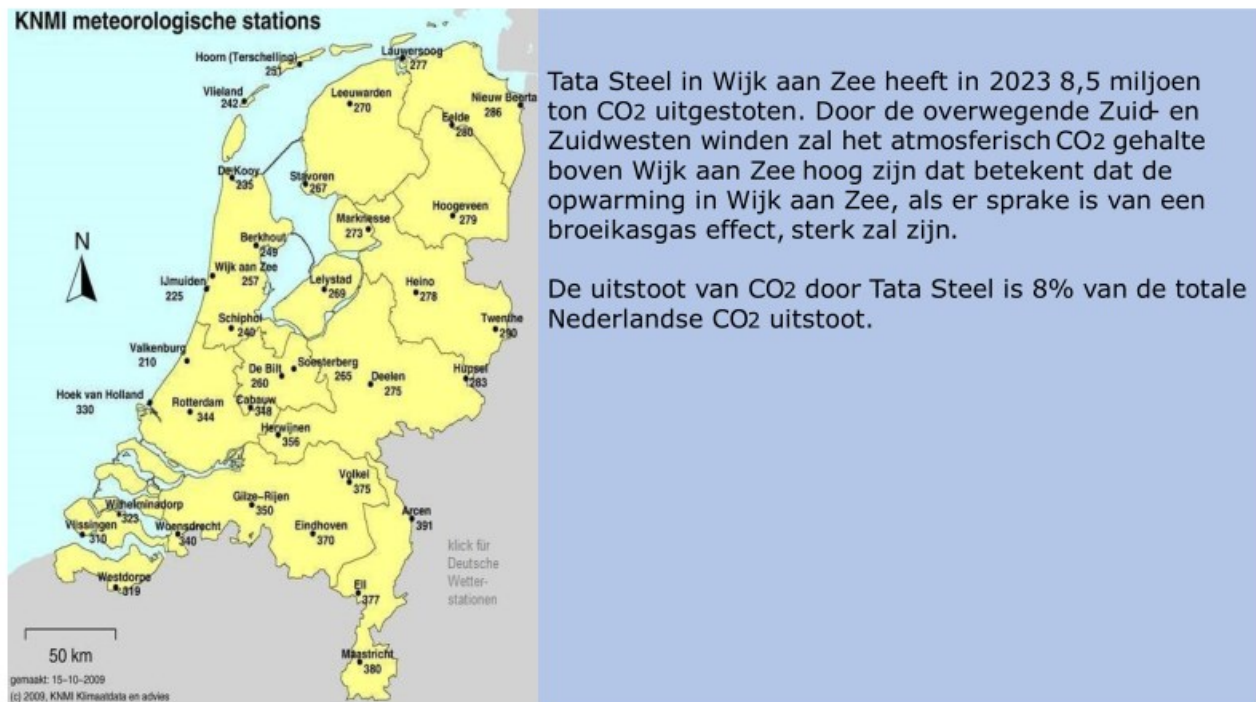 KNMI meteorologische stations
Hoorn (Terschelling)
251
Lauwersoog
277
Vlieland
242
Leeuwarden
270
Nieuw Beerta
286
Eelde
280
De Kooy
235
Stavoren
267
Hoogeveen
279
Marknesse
273
N
Berkhout
249
Wijk aan Zee
257
IJmuiden
225
Lelystad
269
Heino
278
Schiphol
240
Twenthe
290
Valkenburg
210
De Bilt
260
Soesterberg
265
Deelen
275
Hupsel
283
Hoek van Holland
330
Rotterdam
344
Cabauw
348
Herwijnen
356
Volkel
375
Gilze-Rijen
350
Arcen
391
Wilhelminadorp
323
Vlissingen
310
Woensdrecht
340
Eindhoven
370
klick für
Deutsche
Wetter-
stationen
Westdorpe
319
Ell
377
50 km
Maastricht
380
gemaakt: 15-10-2009
(c) 2009, KNMI Klimaatdata en advies
Tata Steel in Wijk aan Zee heeft in 2023 8,5 miljoen
ton CO2 uitgestoten. Door de overwegende Zuid- en
Zuidwesten winden zal het atmosferisch CO2 gehalte
boven Wijk aan Zee hoog zijn dat betekent dat de
opwarming in Wijk aan Zee, als er sprake is van een
broeikasgas effect, sterk zal zijn.
De uitstoot van CO2 door Tata Steel is 8% van de totale
Nederlandse CO2 uitstoot.